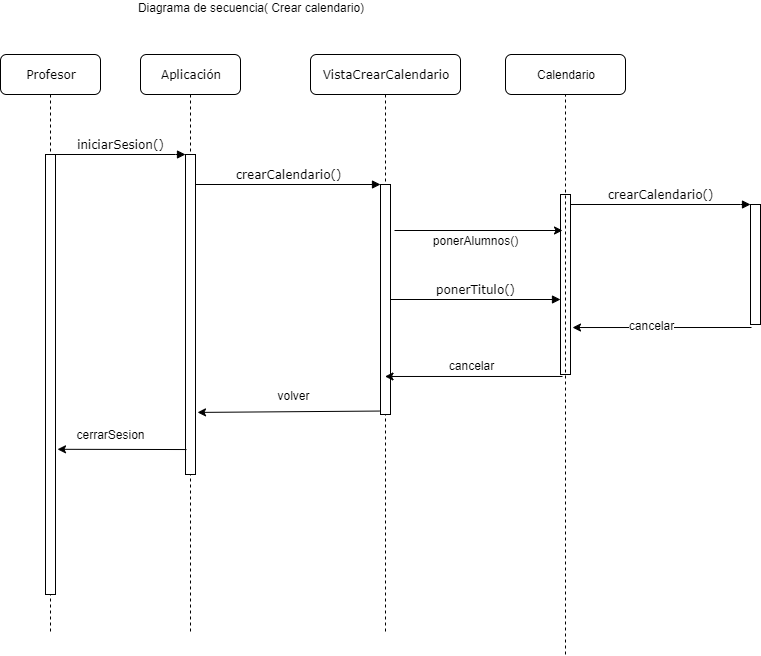 Diagrama de secuencia( Crear calendario)
Profesor
Aplicación
VistaCrearCalendario
Calendario
iniciarSesion()
crearCalendario()
crearCalendario()
ponerAlumnos()
ponerTitulo()
cancelar
cancelar
volver
cerrarSesion